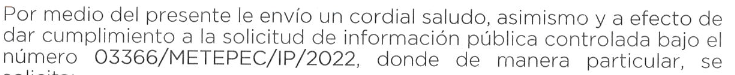 Por medio del presente le envío un cordial saludo, asimismo y a efecto de
dar cumplimiento a la solicitud de información pública controlada bajo el
número 03366/METEPEC/IP/2022, donde de manera particular, se